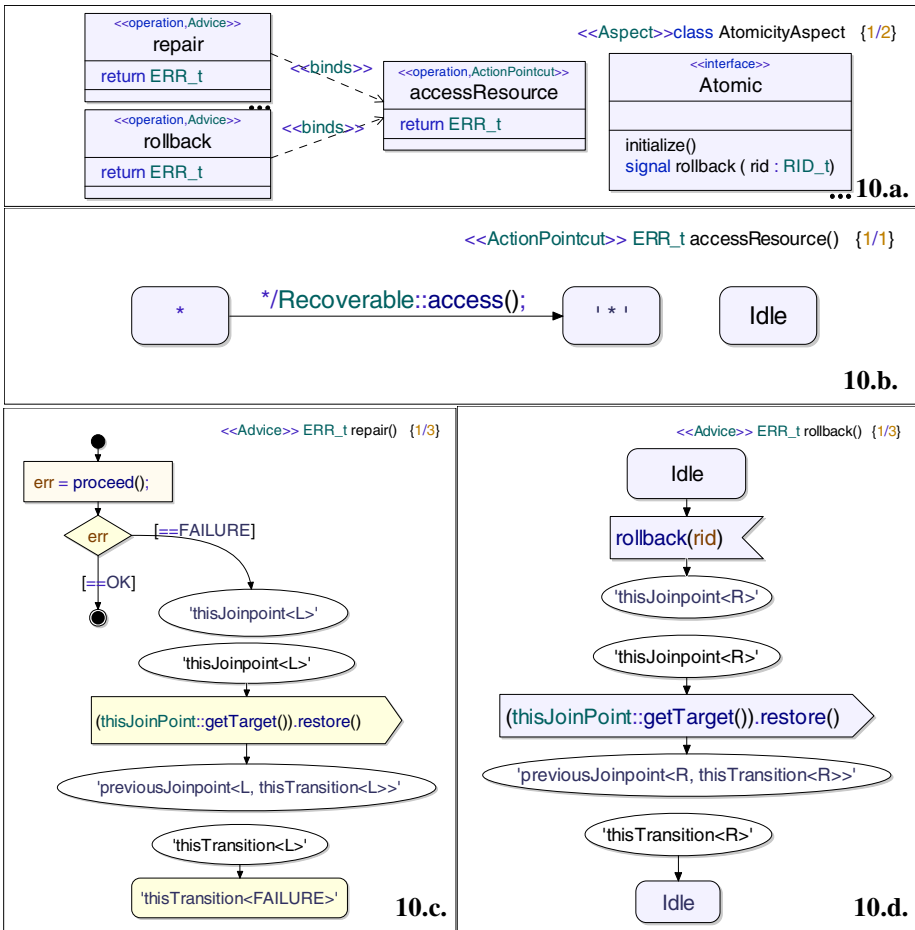 <<Aspect>>class AtomicityAspect {1/2}
<<operation,Advice>>
repair
return ERR_t
•••
<<binds>>
<<operation,Advice>>
rollback
return ERR_t
<<binds>>
<<operation,ActionPointcut>>
accessResource
return ERR_t
<<interface>>
Atomic
initialize()
signal rollback ( rid : RID_t)
•••
10.a.
<<ActionPointcut>> ERR_t accessResource() {1/1}
*
*/Recoverable::access();
' * '
Idle
10.b.
<<Advice>> ERR_t repair() {1/3}
err = proceed();
err
[==FAILURE]
[==OK]
'thisJoinpoint<L>'
'thisJoinpoint<L>'
(thisJoinPoint::getTarget()).restore()
'previousJoinpoint<L, thisTransition<L>>'
'thisTransition<L>'
'thisTransition<FAILURE>'
10.c.
<<Advice>> ERR_t rollback() {1/3}
Idle
rollback(rid)
'thisJoinpoint<R>'
'thisJoinpoint<R>'
(thisJoinPoint::getTarget()).restore()
'previousJoinpoint<R, thisTransition<R>>'
'thisTransition<R>'
Idle
10.d.